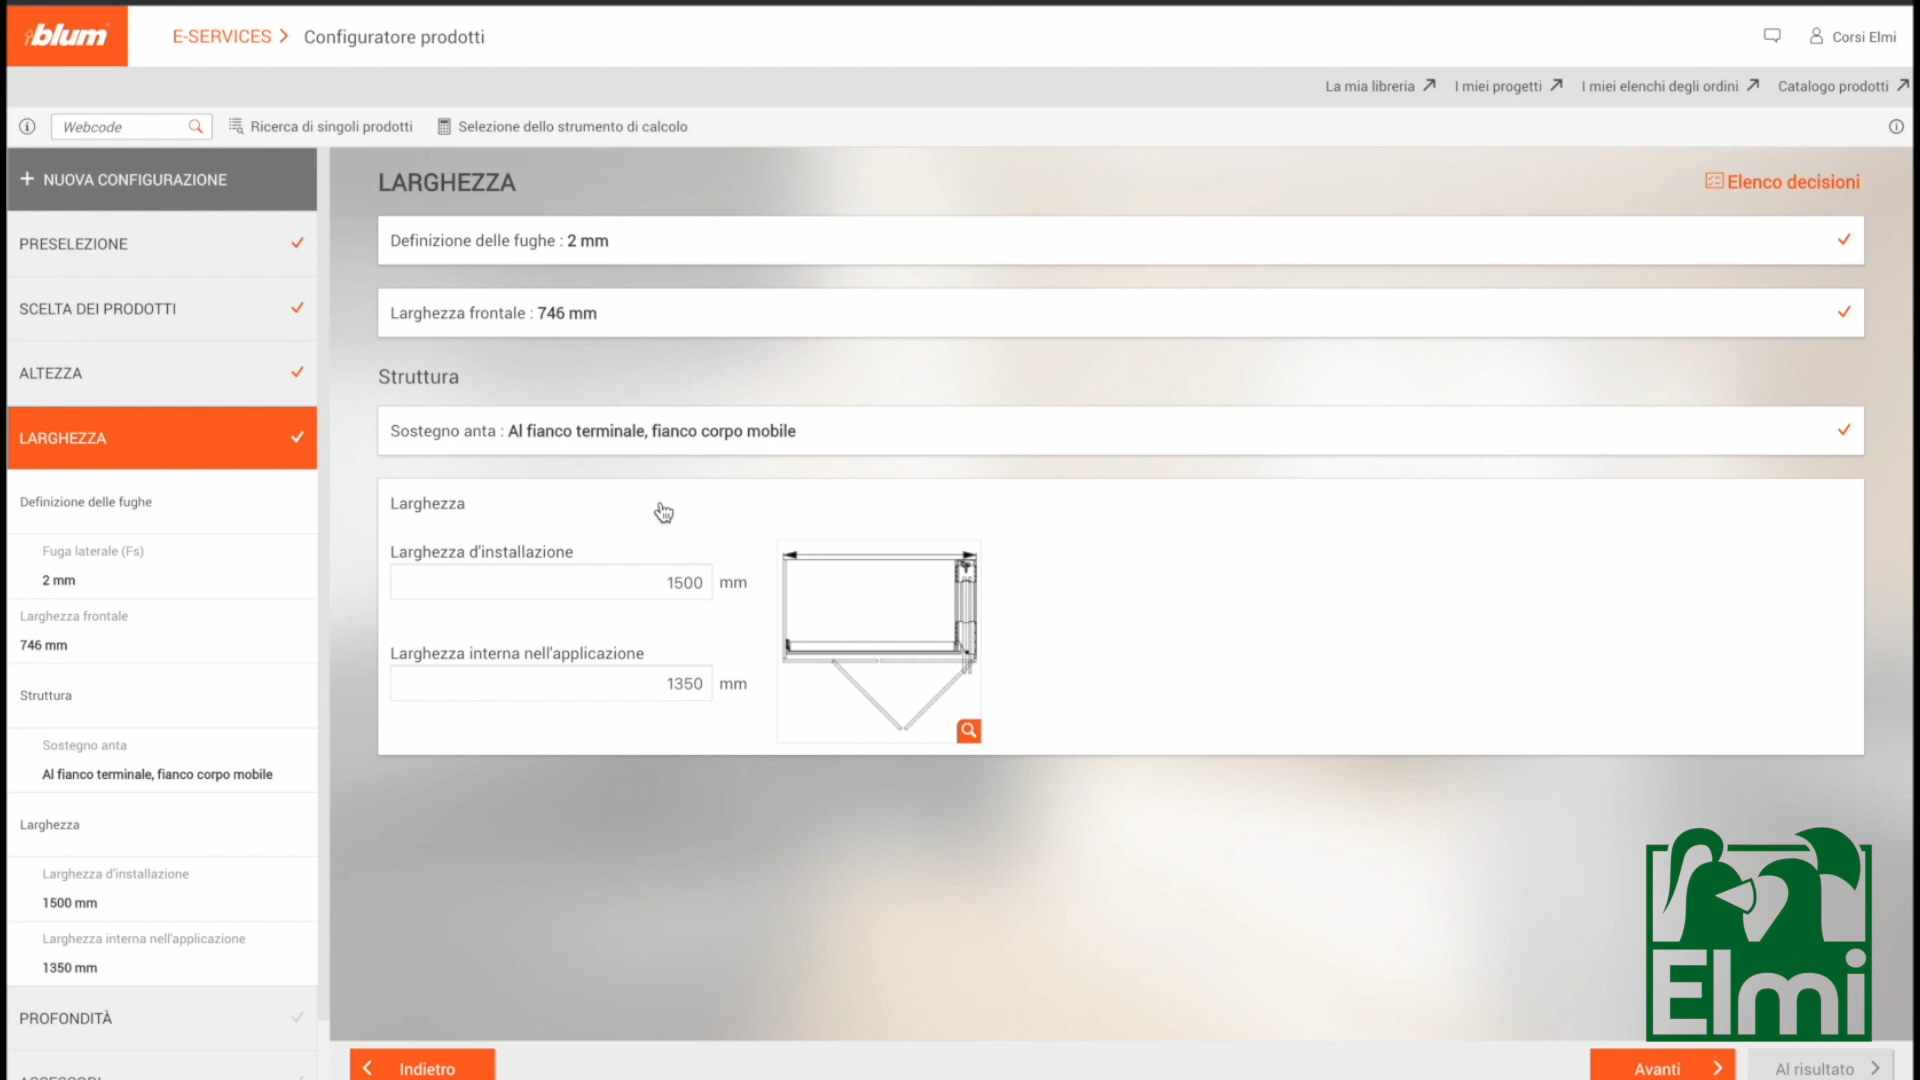 blum
E-SERVICES > Configuratore prodotti
Corsi Elmi
La mia libreria
I miei progetti
I miei elenchi degli ordini
Catalogo prodotti
Webcode
Ricerca di singoli prodotti
Selezione dello strumento di calcolo
+ NUOVA CONFIGURAZIONE
PRESELEZIONE
SCELTA DEI PRODOTTI
ALTEZZA
LARGHEZZA
Definizione delle fughe
Fuga laterale (Fs)
2 mm
Larghezza frontale
746 mm
Struttura
Sostegno anta
Al fianco terminale, fianco corpo mobile
Larghezza
Larghezza d'installazione
1500 mm
Larghezza interna nell'applicazione
1350 mm
PROFONDITÀ
ACCESSORI
LARGHEZZA
Elenco decisioni
Definizione delle fughe : 2 mm
Larghezza frontale : 746 mm
Struttura
Sostegno anta : Al fianco terminale, fianco corpo mobile
Larghezza
Larghezza d'installazione
1500 mm
Larghezza interna nell'applicazione
1350 mm
Elmi
Indietro
Avanti
Al risultato